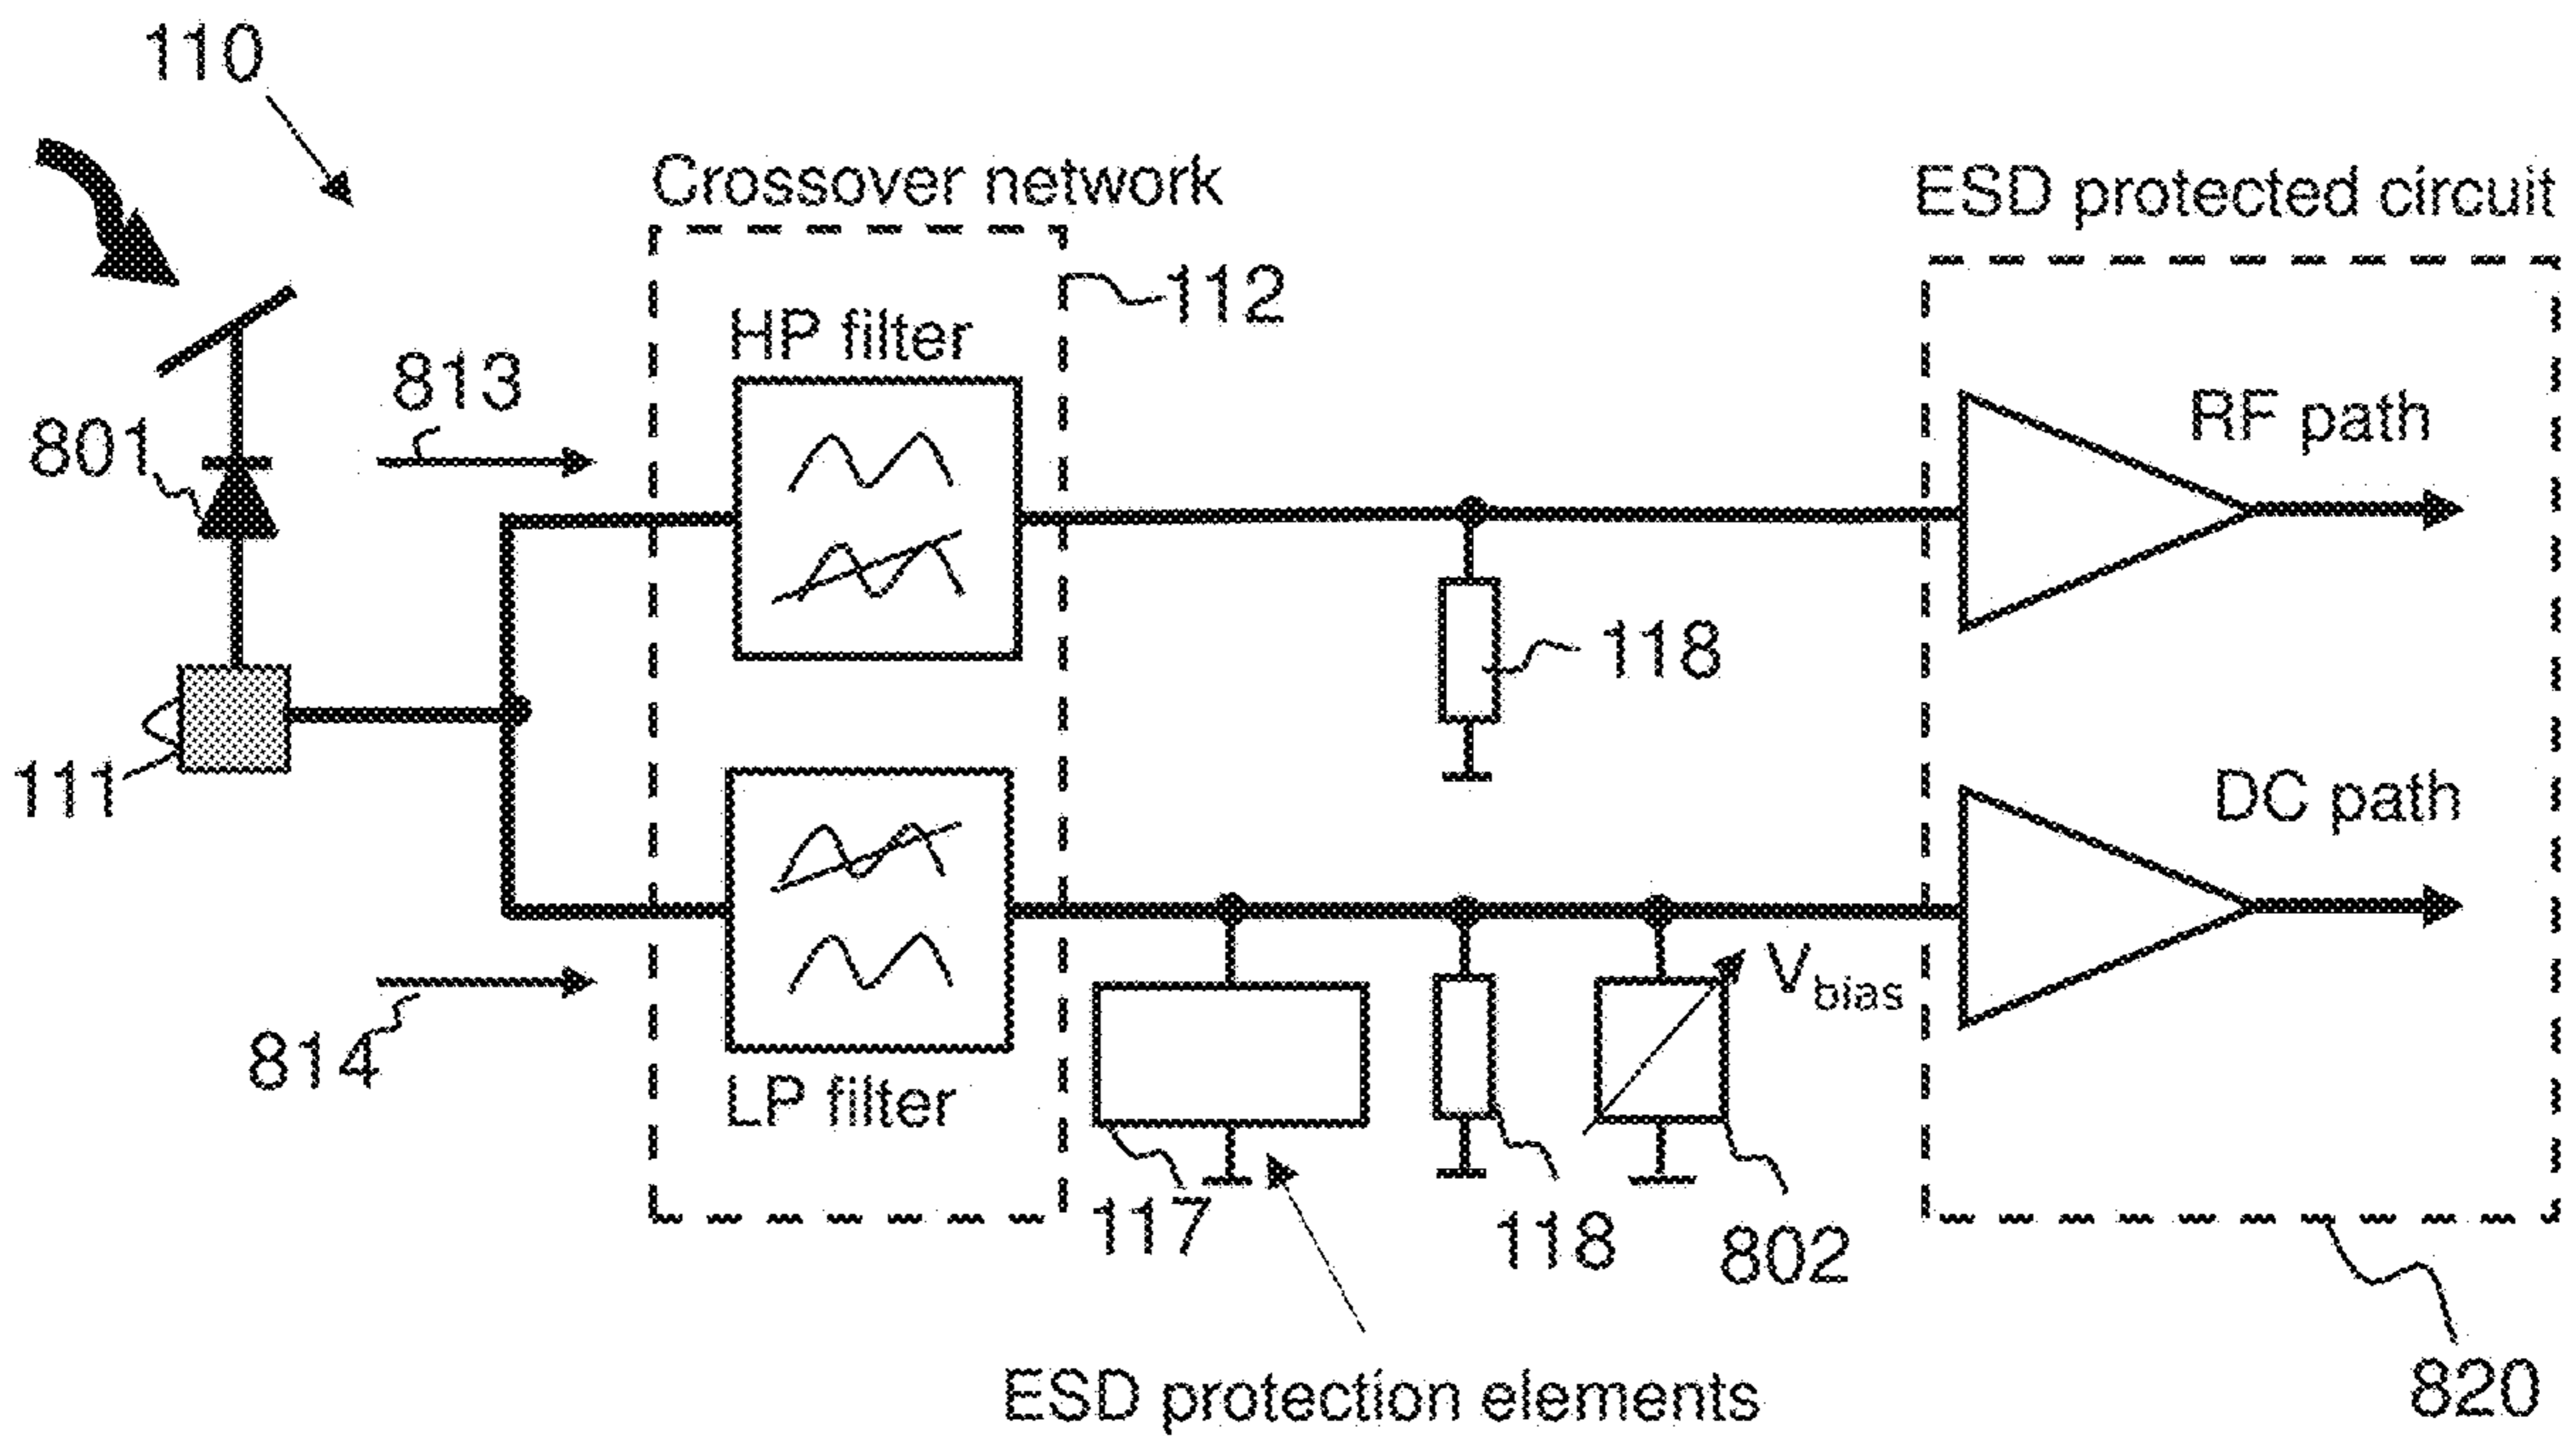 110
Crossover network
ESD protected circuit
112
HP filter
813
RF path
801
118
111
DC path
V bias
814
LP filter
117
118
802
ESD protection elements
820